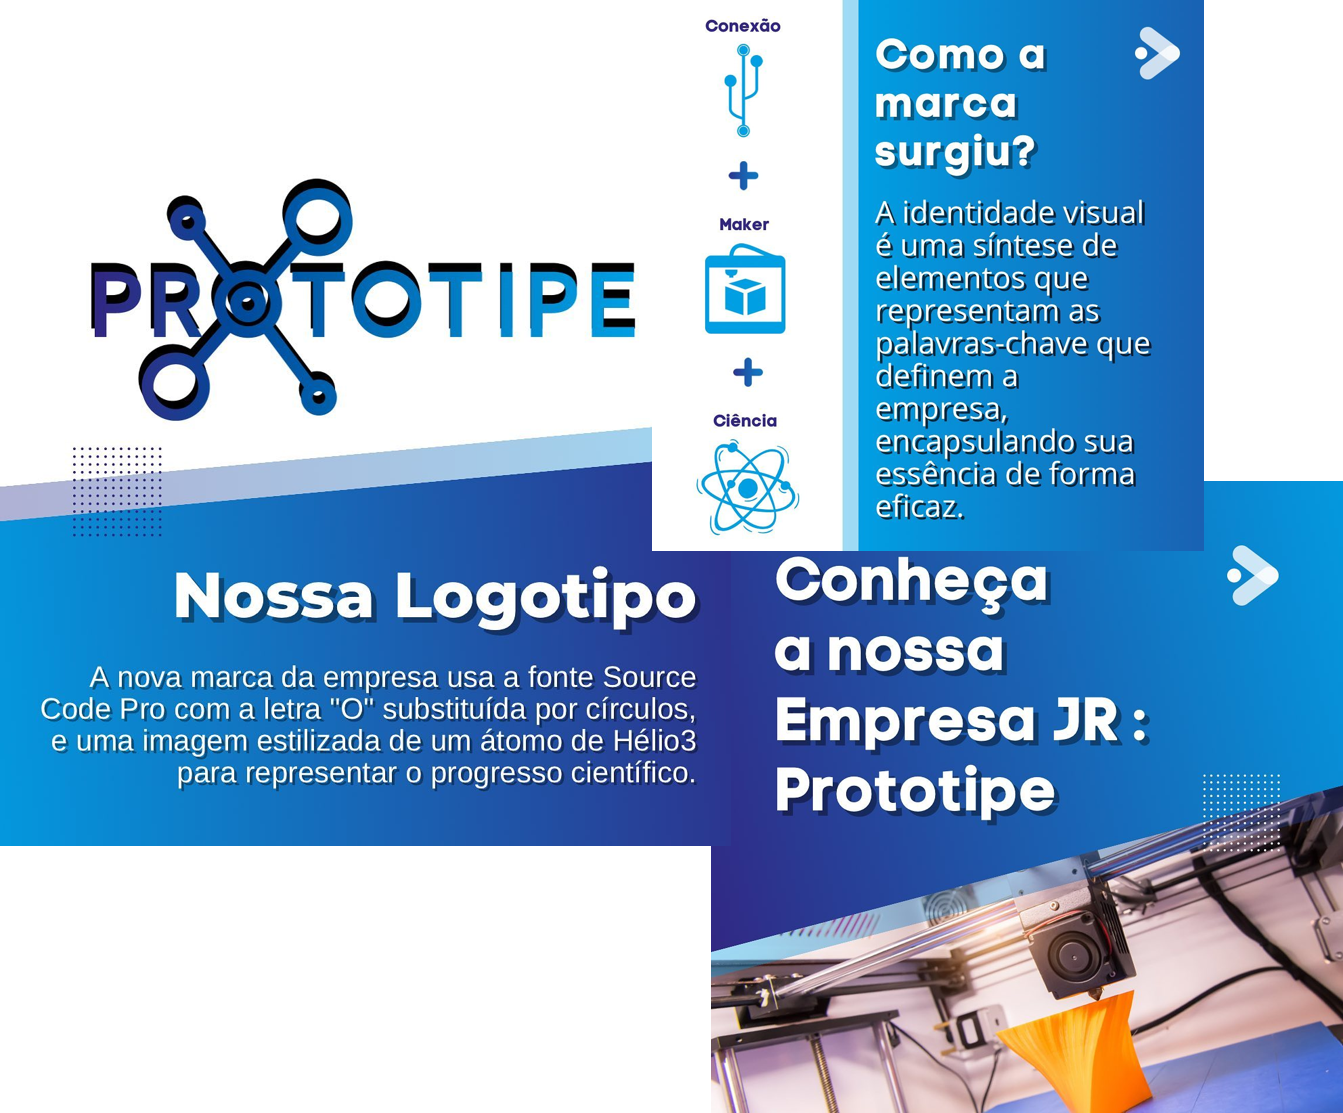 PROTOTIPE
Nossa Logotipo
A nova marca da empresa usa a fonte Source
Code Pro com a letra "O" substituída por círculos,
e uma imagem estilizada de um átomo de Hélio3
para representar o progresso científico.
Conexão
Maker
Ciência
Como a
marca
surgiu?
A identidade visual
é uma síntese de
elementos que
representam as
palavras-chave que
definem a
empresa,
encapsulando sua
essência de forma
eficaz.
Conheça
a nossa
Empresa JR :
Prototipe